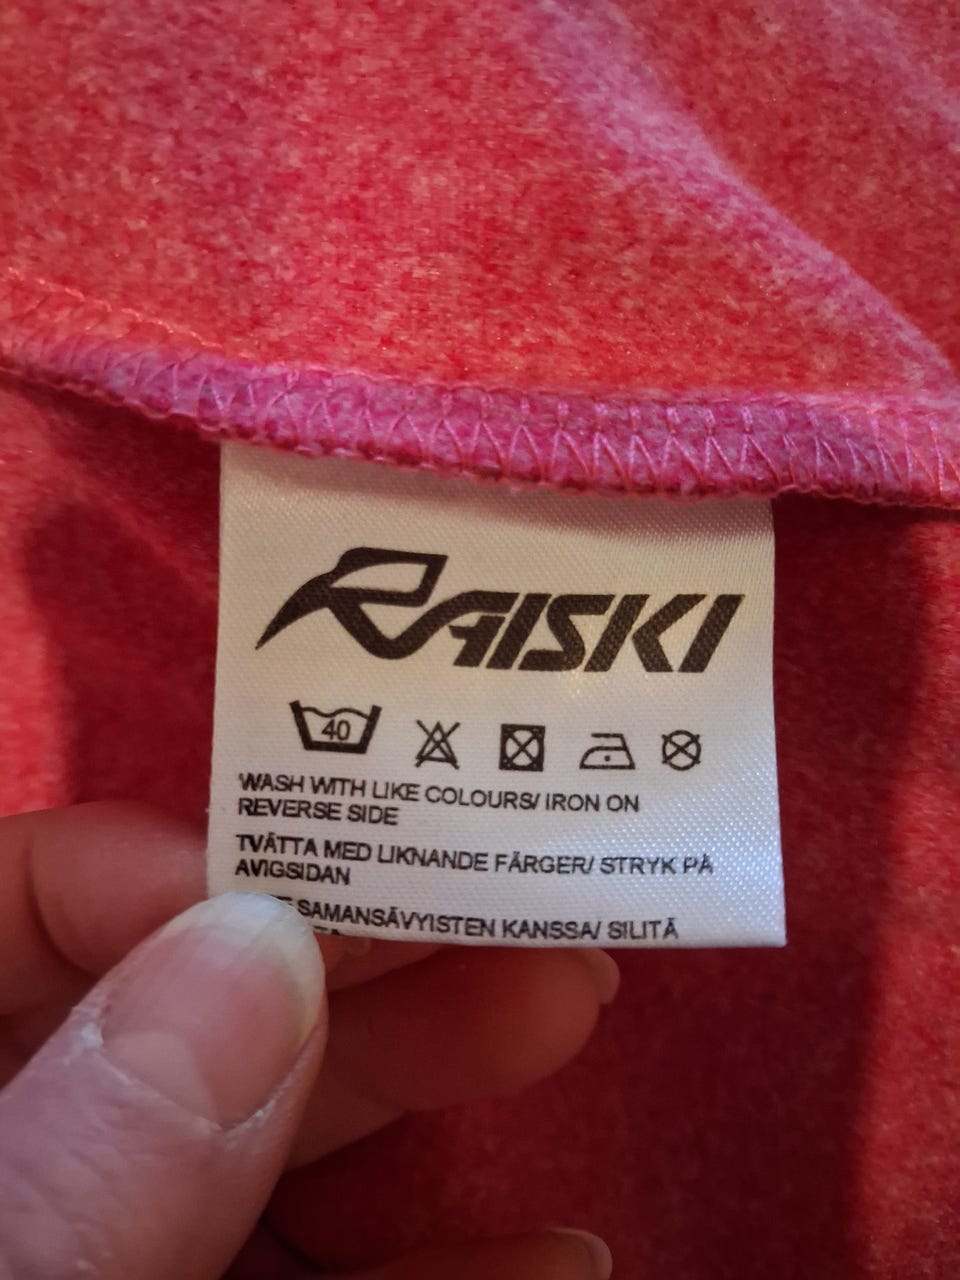 RAISKI
40
WASH WITH LIKE COLOURS/ IRON ON
REVERSE SIDE
TVÄTTA MED LIKNANDE FÄRGER/ STRYK PÅ
AVIGSIDAN
SAMANSÄVYISTEN KANSSA/ SILITÄ